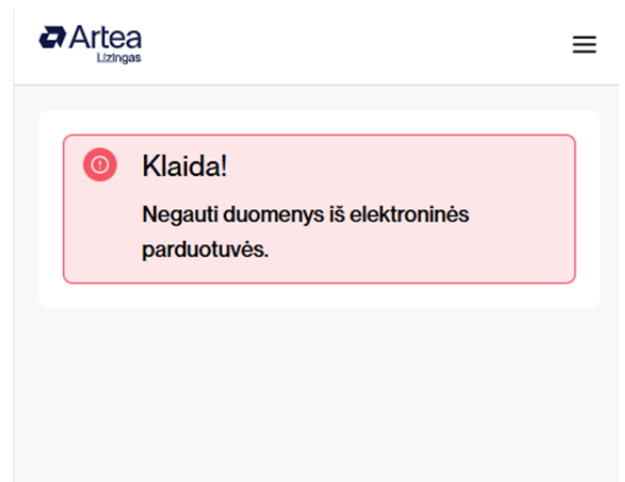 Artea
Lizingas
Klaida!
Negauti duomenys iš elektroninės
parduotuvės.